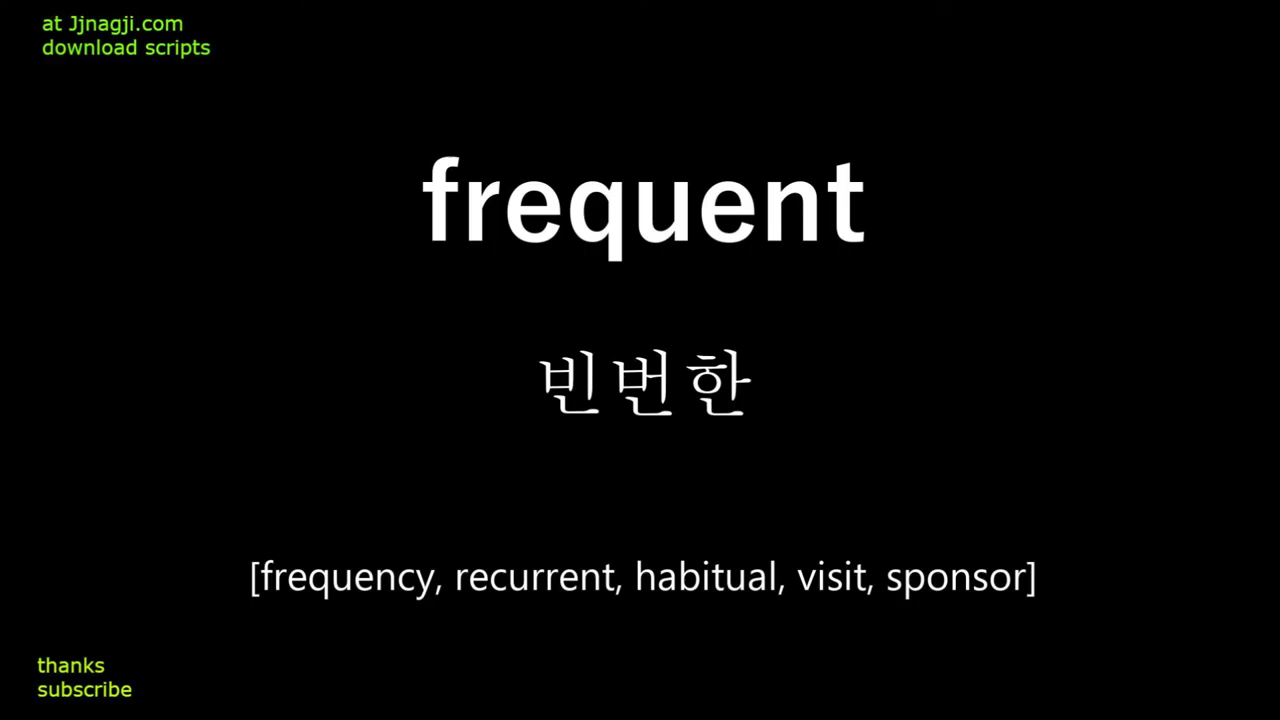 at Jjnagji.com
download scripts
frequent
빈번한
[frequency, recurrent, habitual, visit, sponsor]
thanks
subscribe